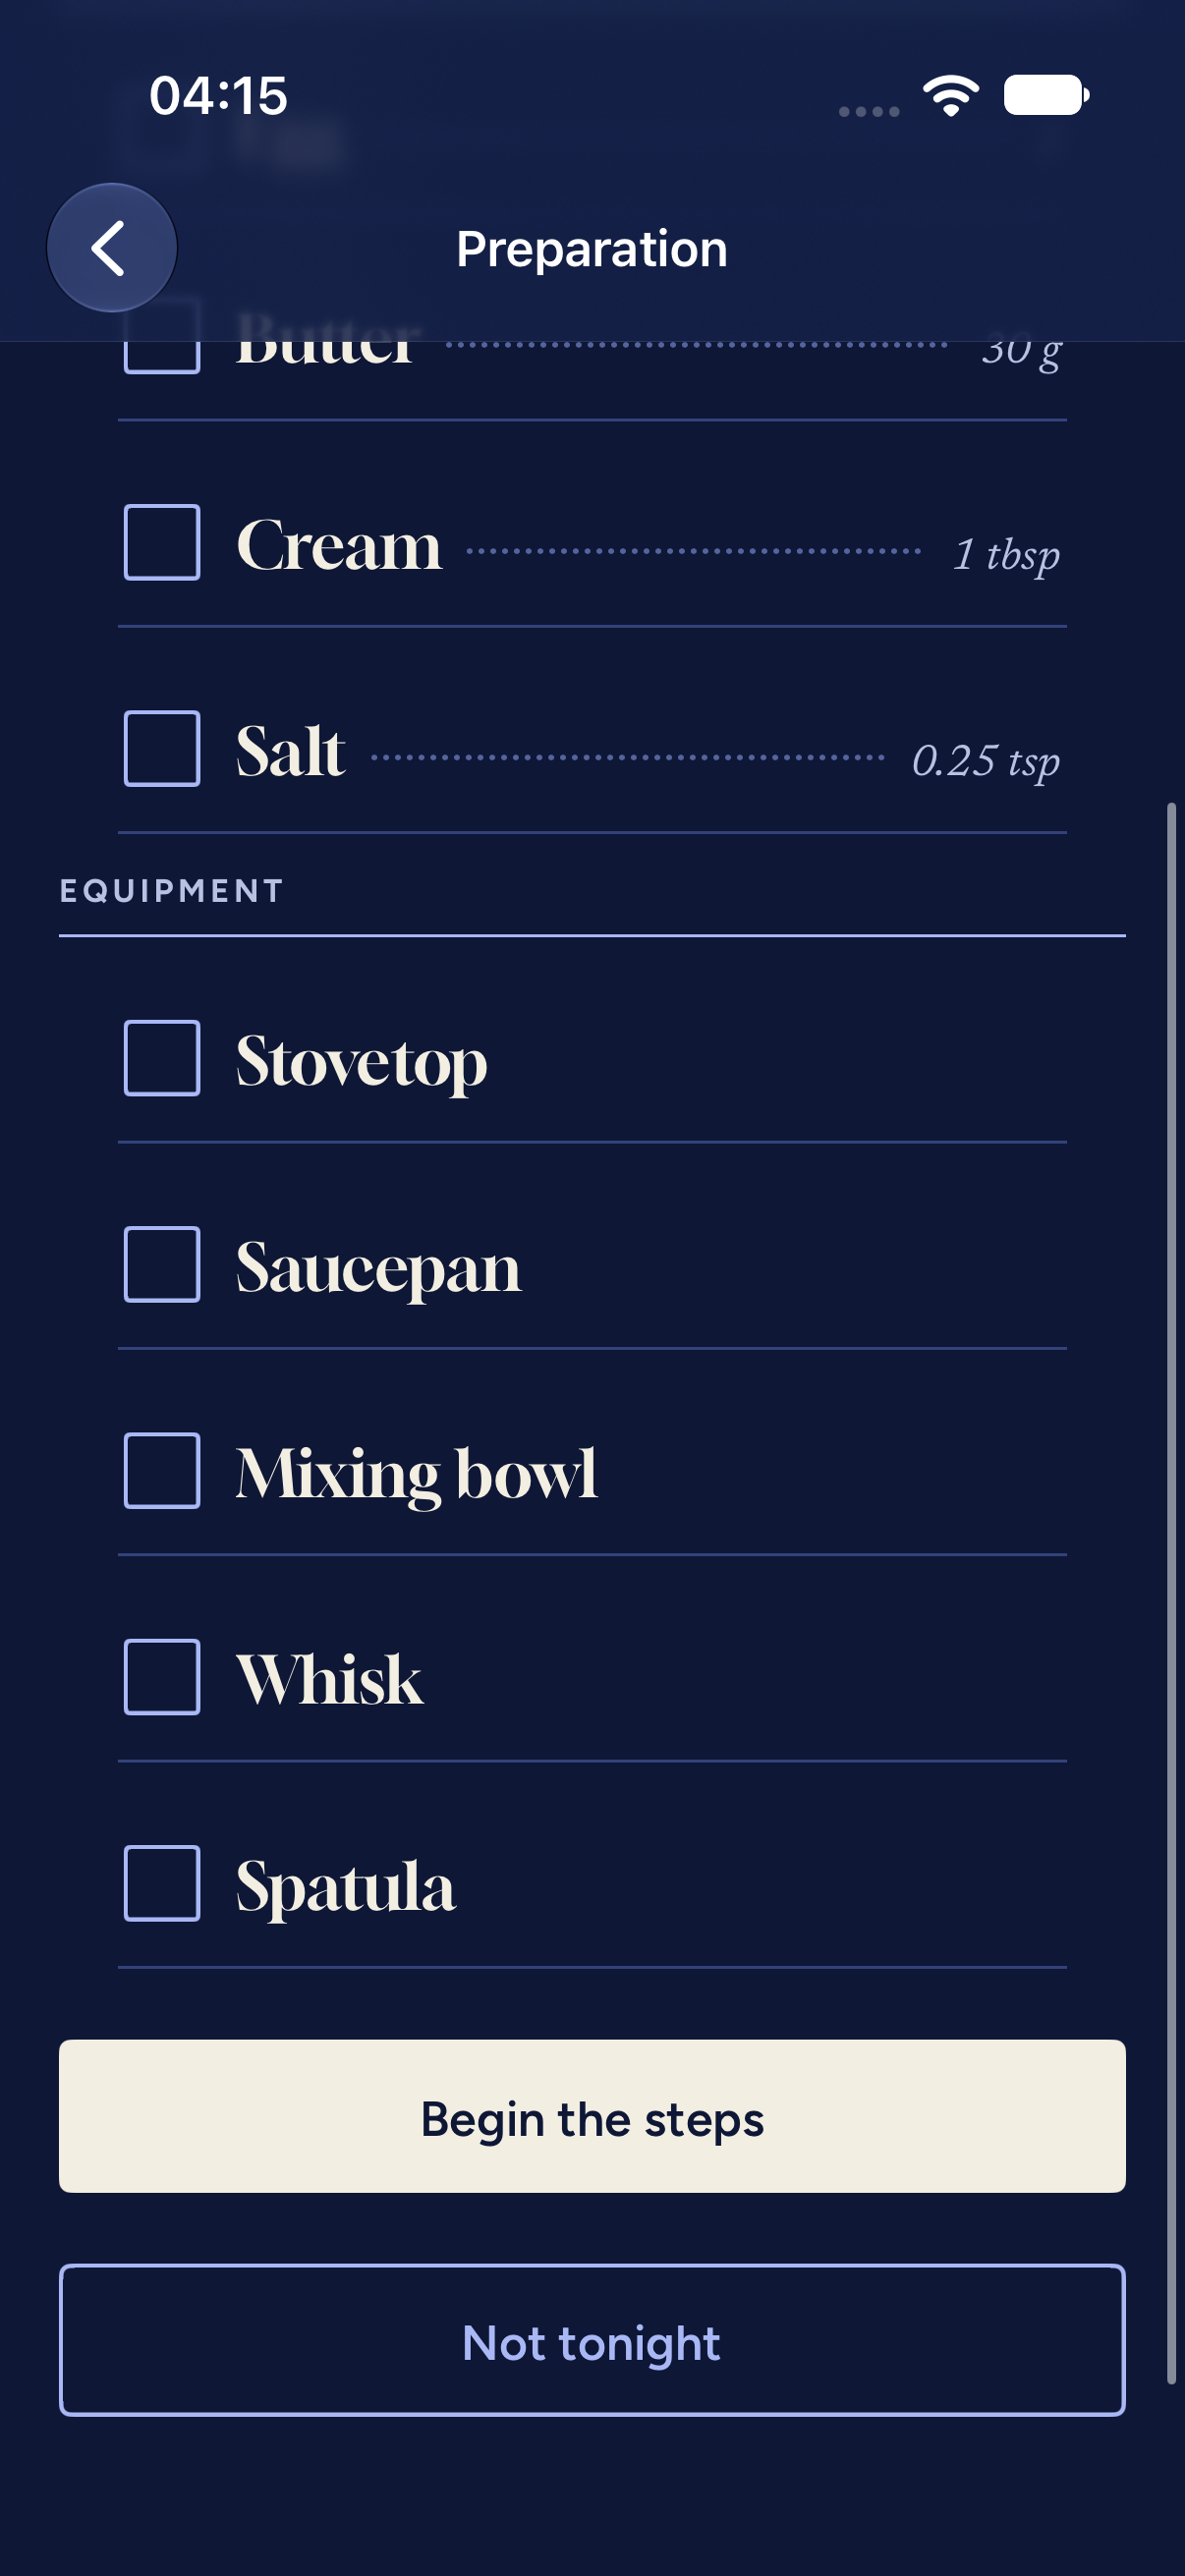 04:15
Preparation
Butter 30 g
Cream 1 tbsp
Salt 0.25 tsp
EQUIPMENT
Stovetop
Saucepan
Mixing bowl
Whisk
Spatula
Begin the steps
Not tonight